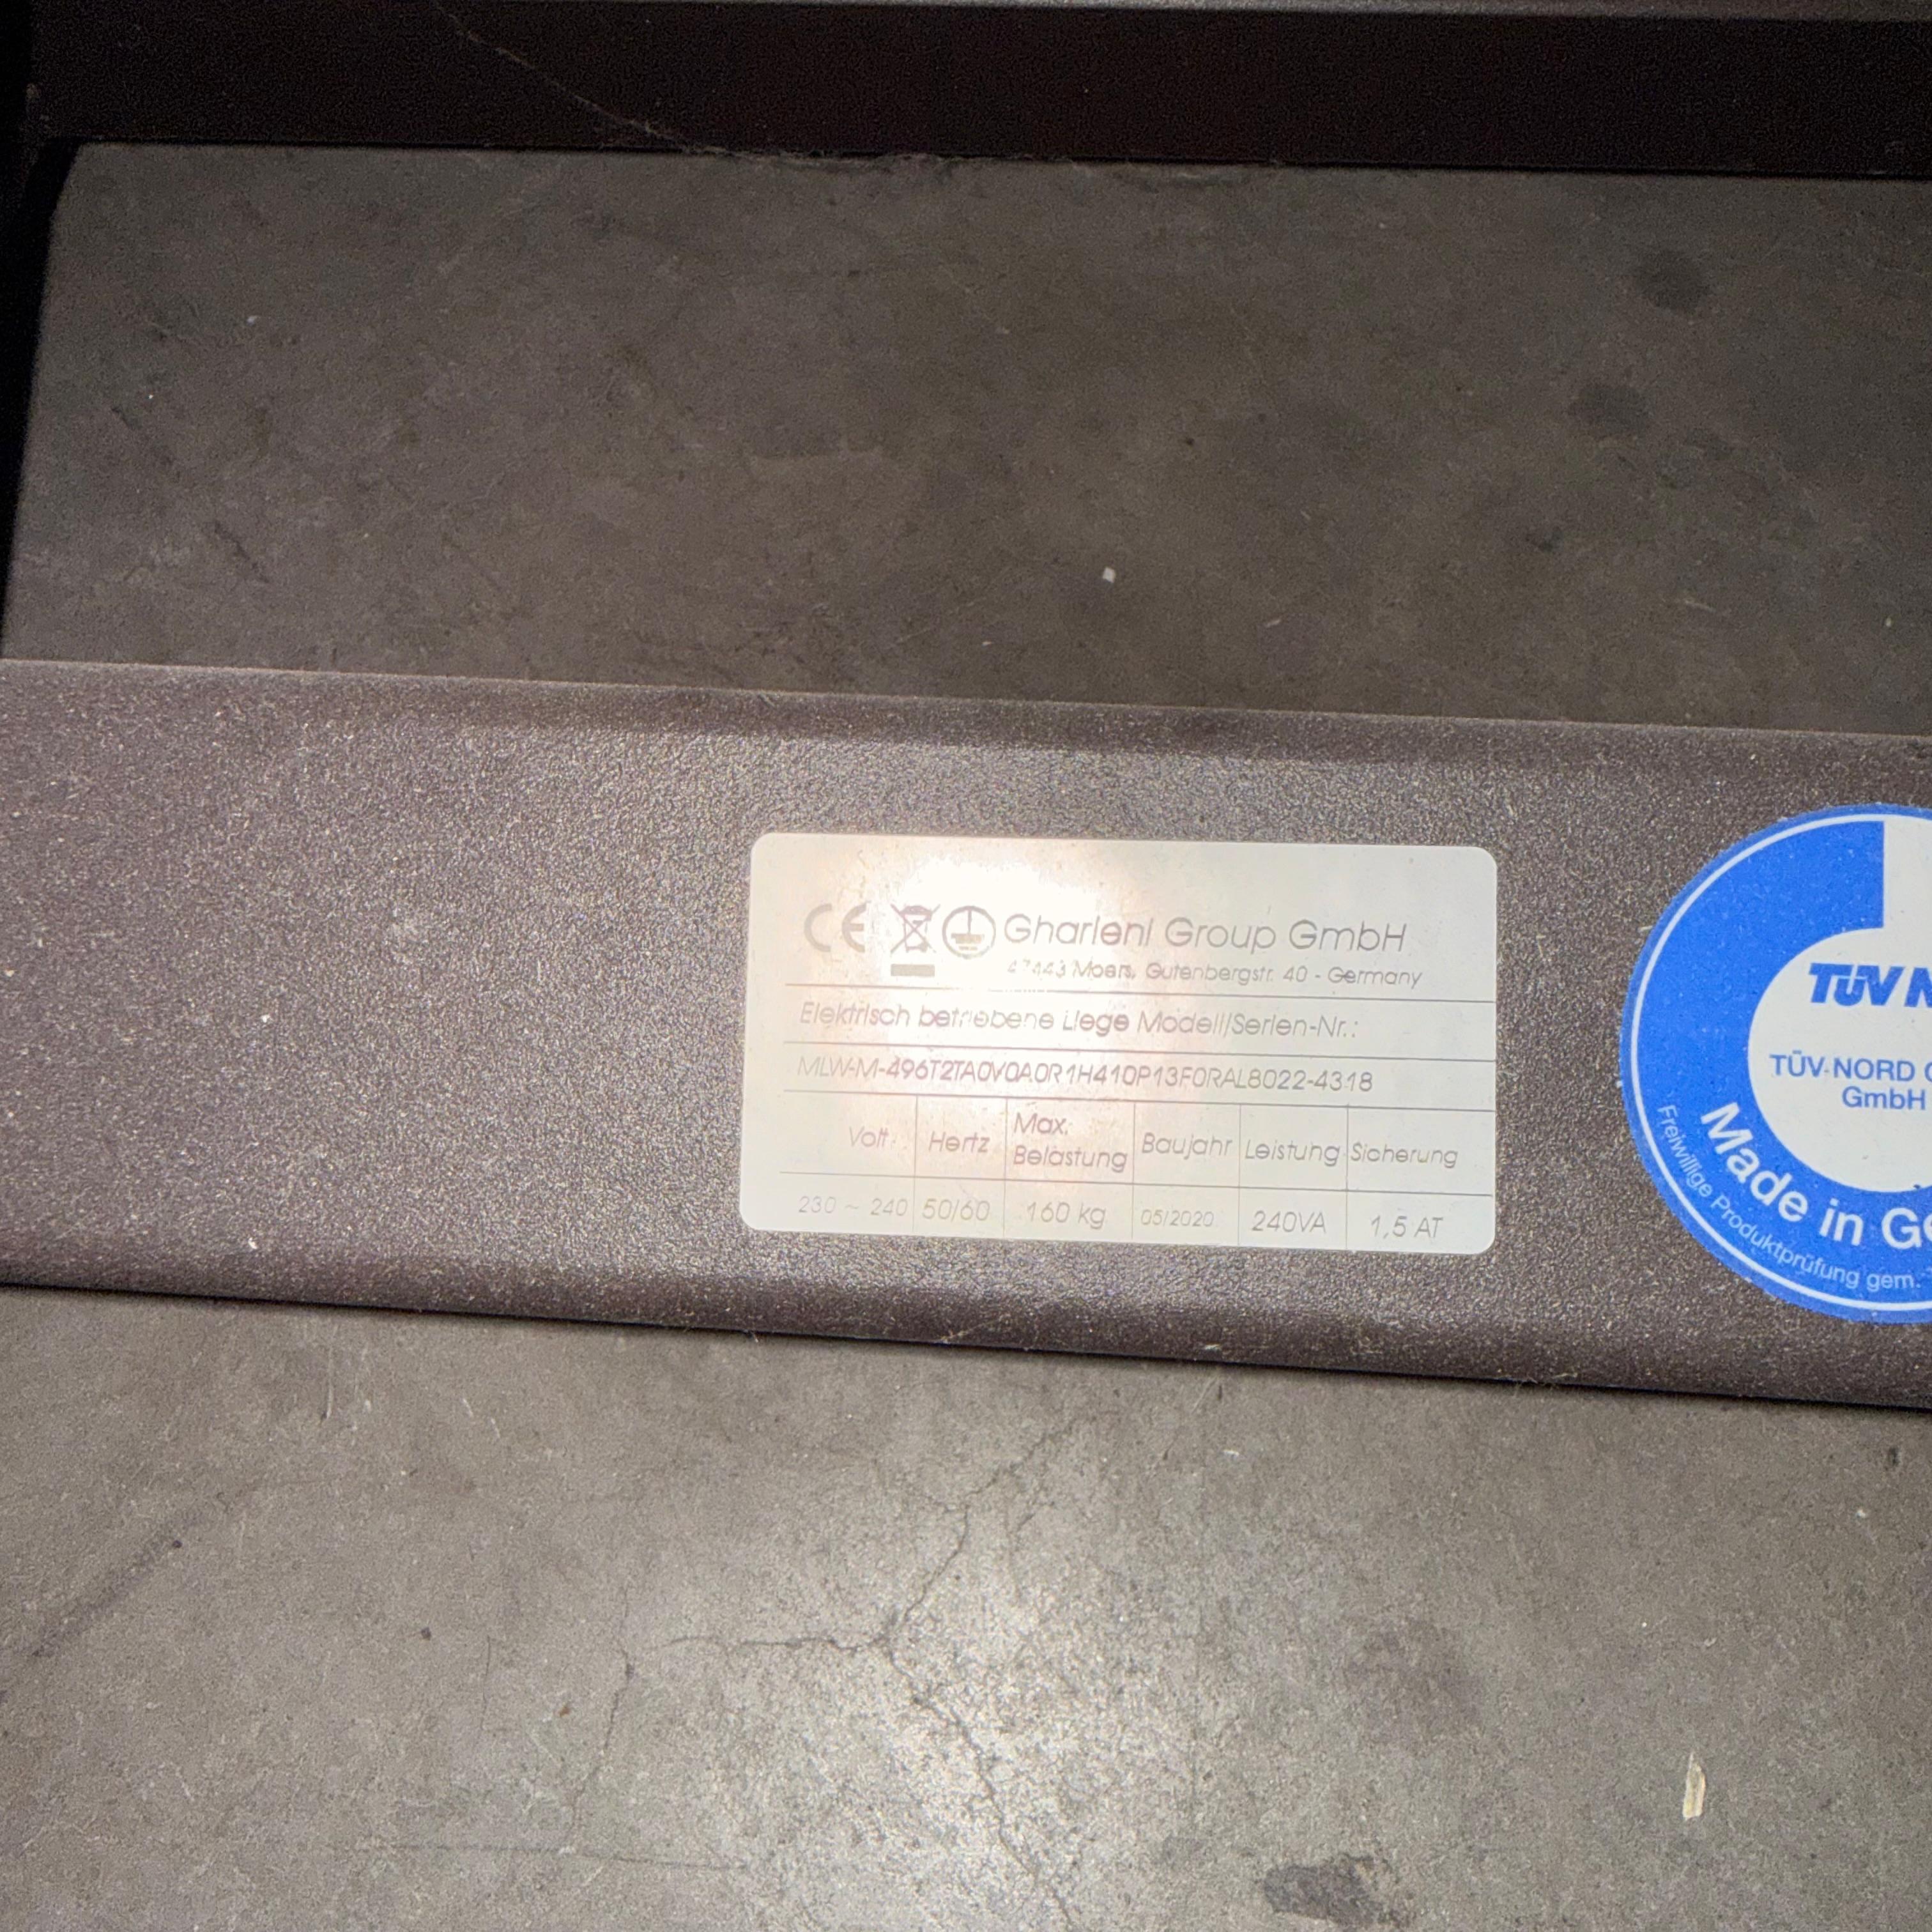 CE Gharieni Group GmbH
47443 Moers, Gutenbergstr. 40 - Germany
Elektrisch betriebene Liege Modell/Serien-Nr.:
MLW-M-496T2TA0V0A0R1H410P13F0RAL8022-4318
Volt Hertz Max. Belastung Baujahr Leistung Sicherung
230 ~ 240 50/60 160 kg 05/2020 240VA 1,5 AT
TÜV
TÜV NORD
GmbH
Made in
Freiwillige Produktprüfung gem.